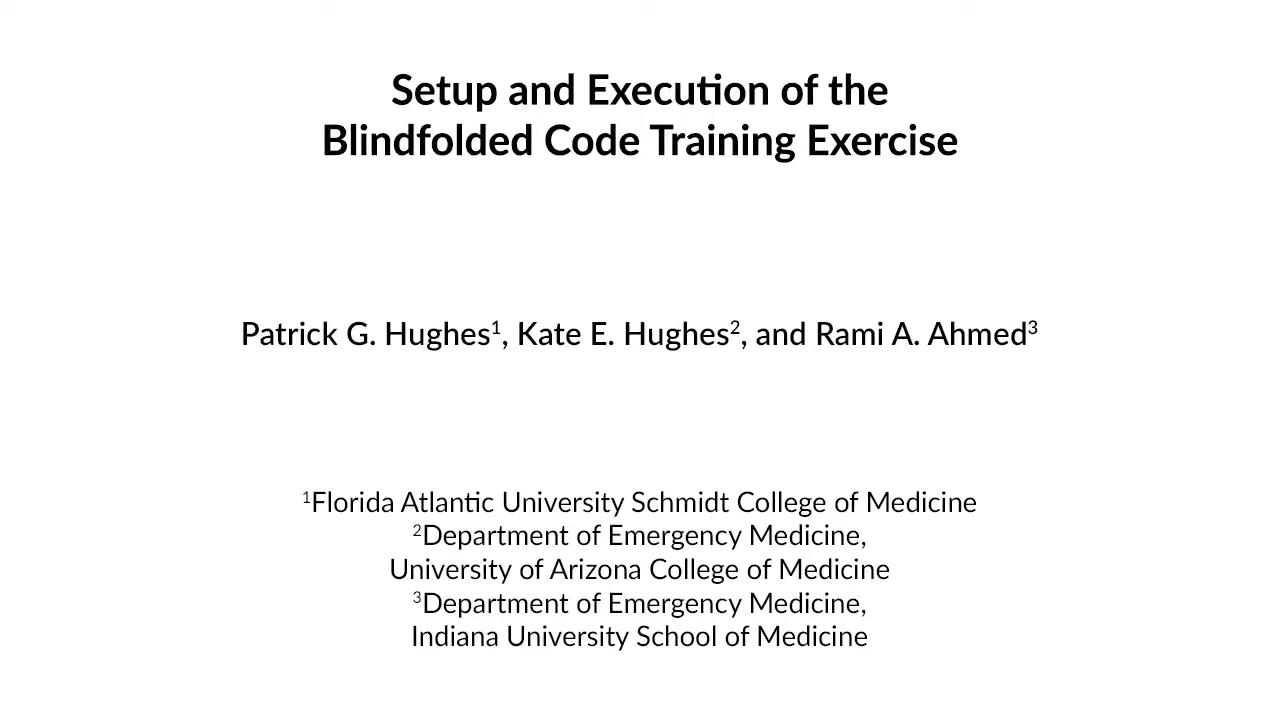 Setup and Execution of the
Blindfolded Code Training Exercise
Patrick G. Hughes¹, Kate E. Hughes², and Rami A. Ahmed³
¹Florida Atlantic University Schmidt College of Medicine
²Department of Emergency Medicine,
University of Arizona College of Medicine
³Department of Emergency Medicine,
Indiana University School of Medicine